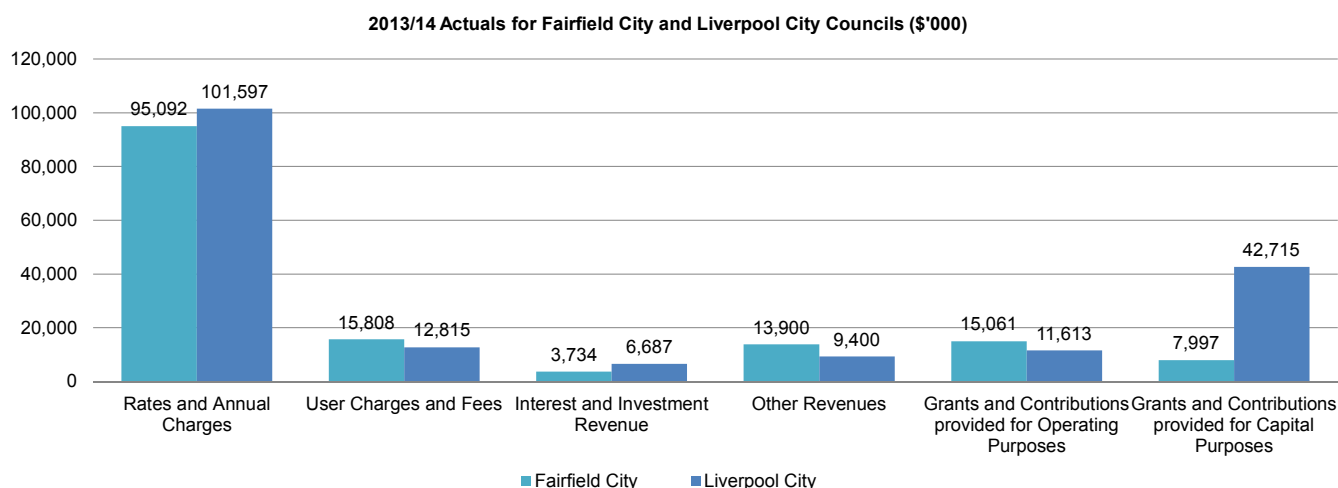 2013/14 Actuals for Fairfield City and Liverpool City Councils ($'000)
120,000
100,000
80,000
60,000
40,000
20,000
0
95,092
101,597
15,808
12,815
3,734
6,687
13,900
9,400
15,061
11,613
7,997
42,715
Rates and Annual
Charges
User Charges and Fees
Interest and Investment
Revenue
Other Revenues
Grants and Contributions
provided for Operating
Purposes
Grants and Contributions
provided for Capital
Purposes
Fairfield City
Liverpool City